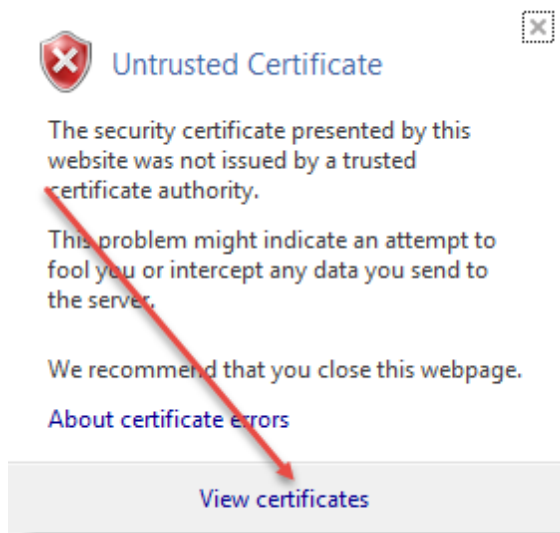 Untrusted Certificate
The security certificate presented by this
website was not issued by a trusted
certificate authority.
This problem might indicate an attempt to
fool you or intercept any data you send to
the server.
We recommend that you close this webpage.
About certificate errors
View certificates